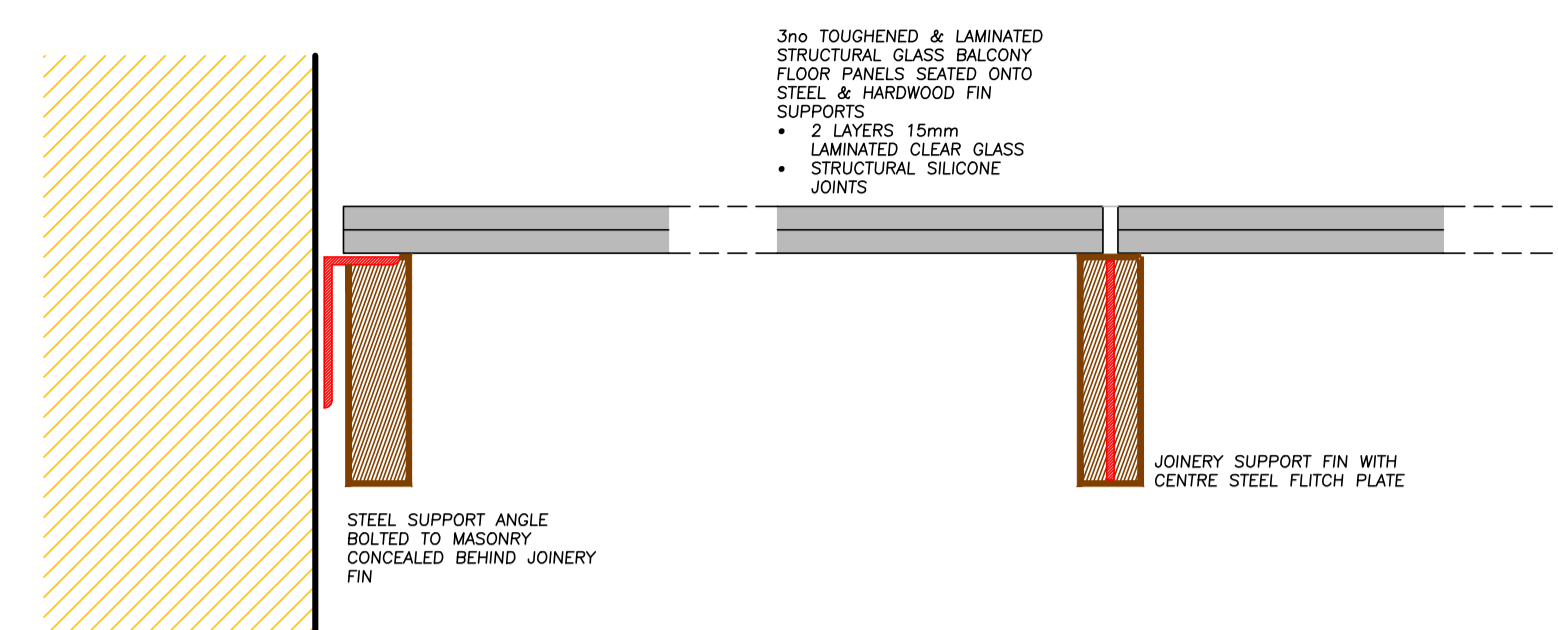 3no TOUGHENED & LAMINATED
STRUCTURAL GLASS BALCONY
FLOOR PANELS SEATED ONTO
STEEL & HARDWOOD FIN
SUPPORTS
• 2 LAYERS 15mm
LAMINATED CLEAR GLASS
• STRUCTURAL SILICONE
JOINTS
JOINERY SUPPORT FIN WITH
CENTRE STEEL FLITCH PLATE
STEEL SUPPORT ANGLE
BOLTED TO MASONRY
CONCEALED BEHIND JOINERY
FIN